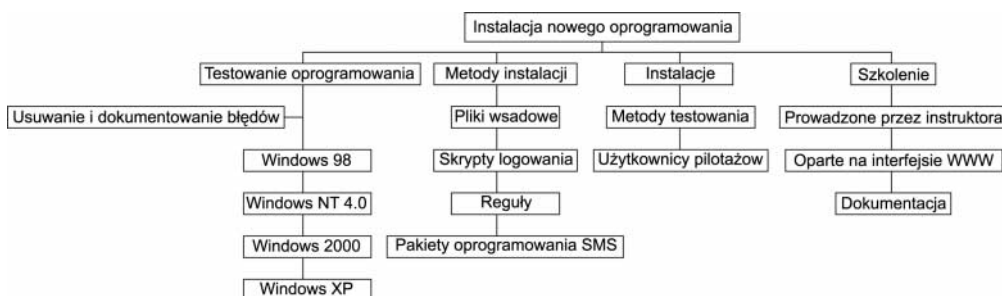 Instalacja nowego oprogramowania
Testowanie oprogramowania
Metody instalacji
Instalacje
Szkolenie
Usuwanie i dokumentowanie błędów
Pliki wsadowe
Metody testowania
Prowadzone przez instruktora
Windows 98
Skrypty logowania
Użytkownicy pilotażow
Oparte na interfejsie WWW
Windows NT 4.0
Reguły
Dokumentacja
Windows 2000
Pakiety oprogramowania SMS
Windows XP